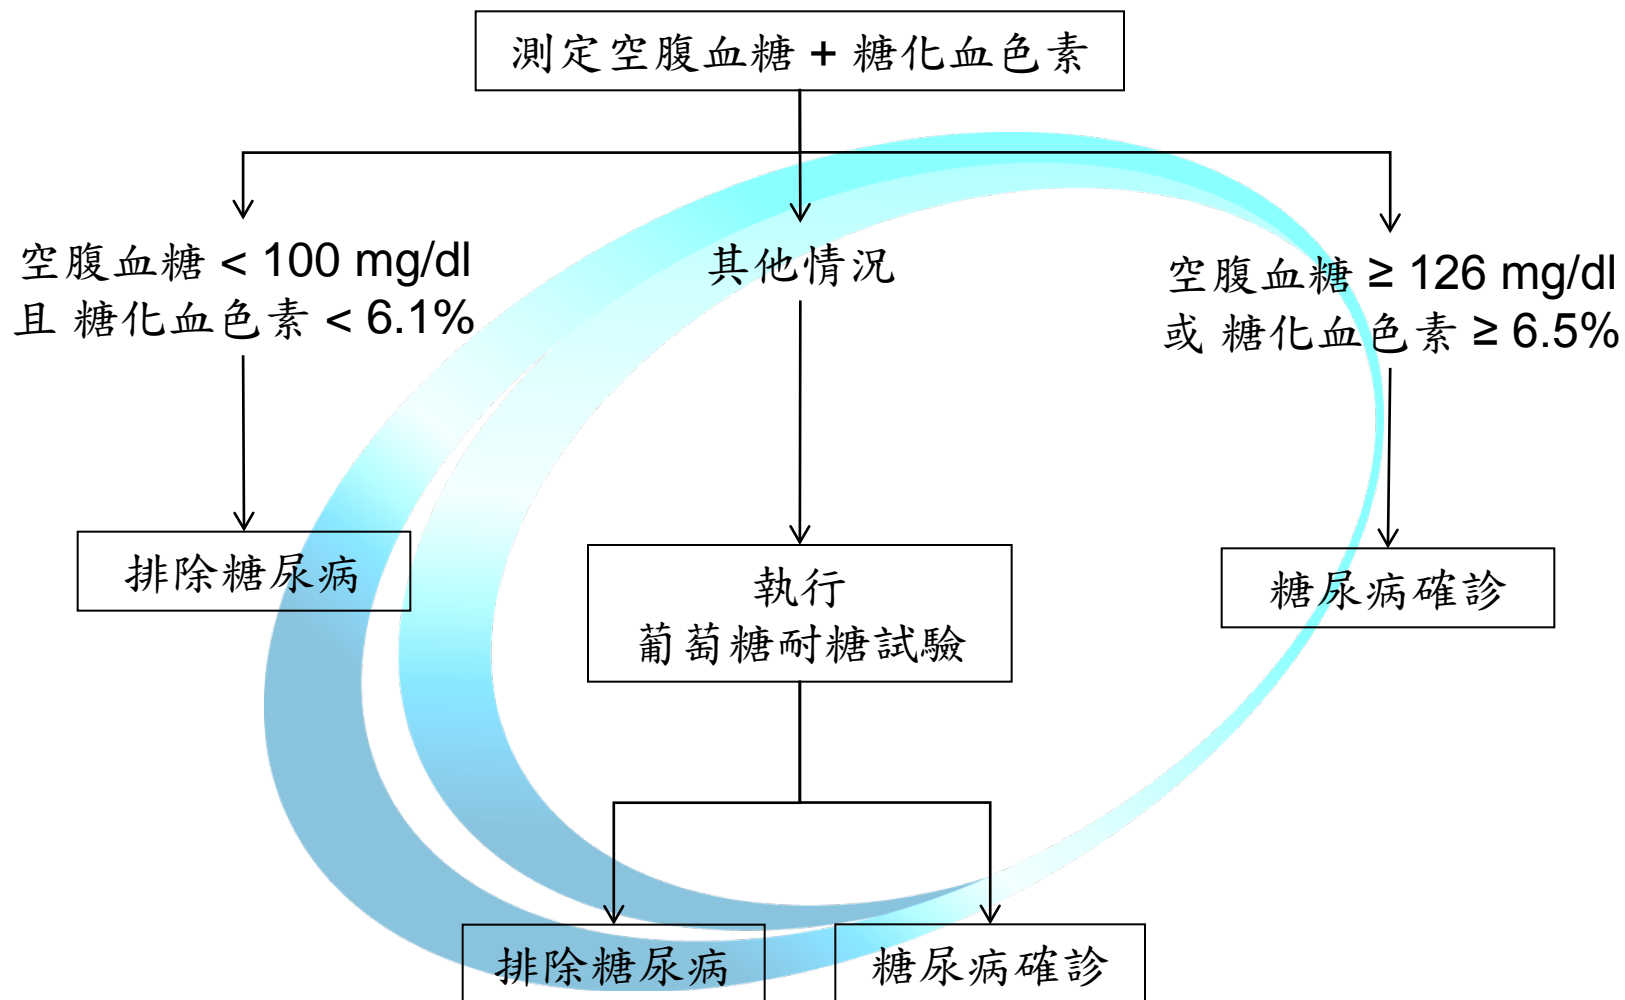 測定空腹血糖 + 糖化血色素
空腹血糖 < 100 mg/dl
且 糖化血色素 < 6.1%
其他情況
空腹血糖 ≥ 126 mg/dl
或 糖化血色素 ≥ 6.5%
排除糖尿病
執行
葡萄糖耐糖試驗
糖尿病確診
排除糖尿病
糖尿病確診